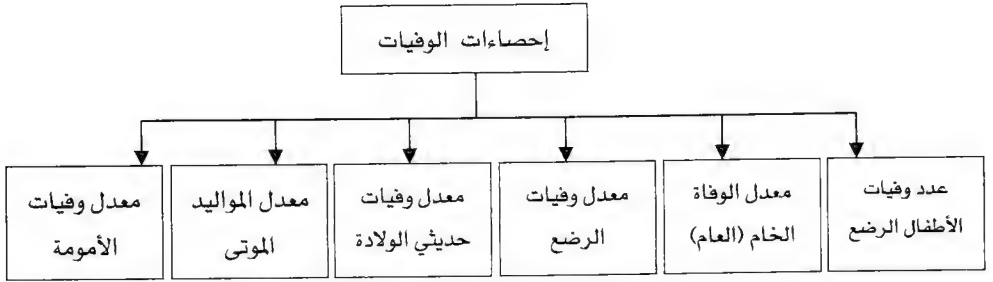 إحصاءات الوفيات
عدد وفيات
الأطفال الرضع
معدل الوفاة
الخام (العام)
معدل وفيات
الرضع
معدل وفيات
حديثي الولادة
معدل المواليد
الموتى
معدل وفيات
الأمومة